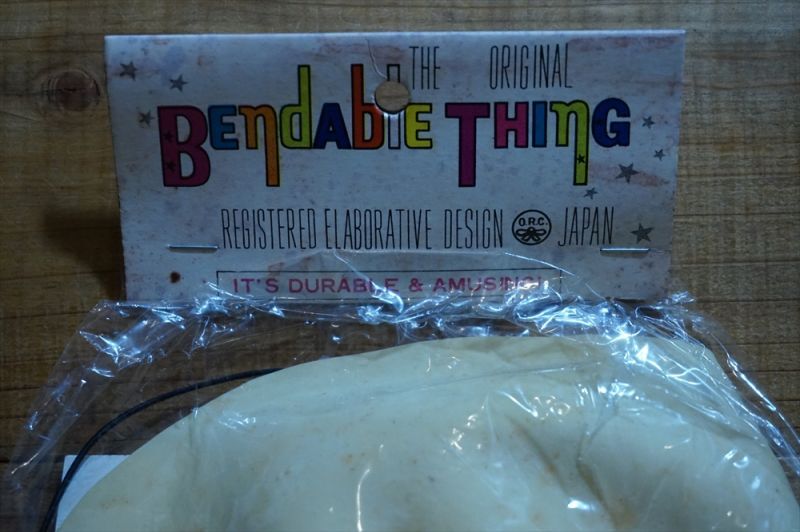 THE ORIGINAL
BENDABLE THING
REGISTERED ELABORATIVE DESIGN O.R.C. JAPAN
IT'S DURABLE & AMUSING!